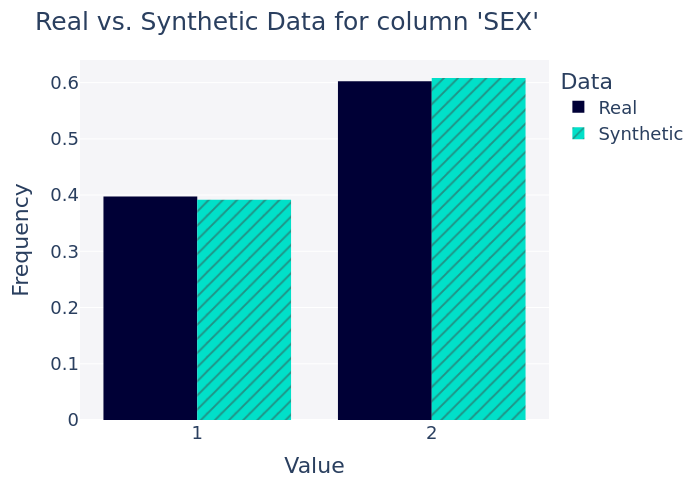 Real vs. Synthetic Data for column 'SEX'
Data
Real
Synthetic
Frequency
0.6
0.5
0.4
0.3
0.2
0.1
0
1 2
Value